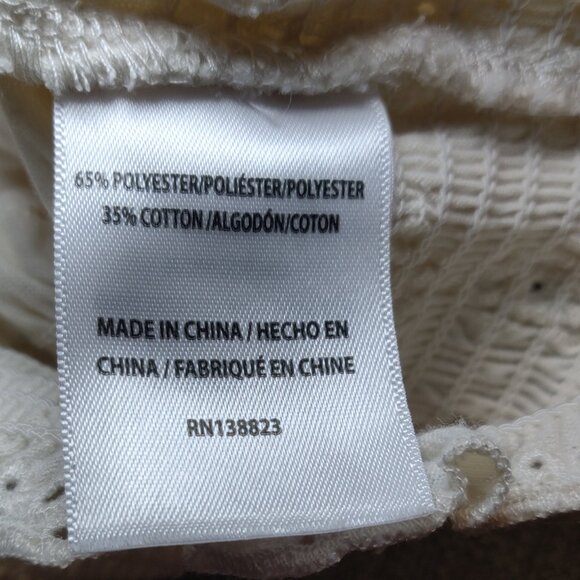 65% POLYESTER/POLIÉSTER/POLYESTER
35% COTTON /ALGODÓN/COTON
MADE IN CHINA / HECHO EN
CHINA / FABRIQUÉ EN CHINE
RN138823